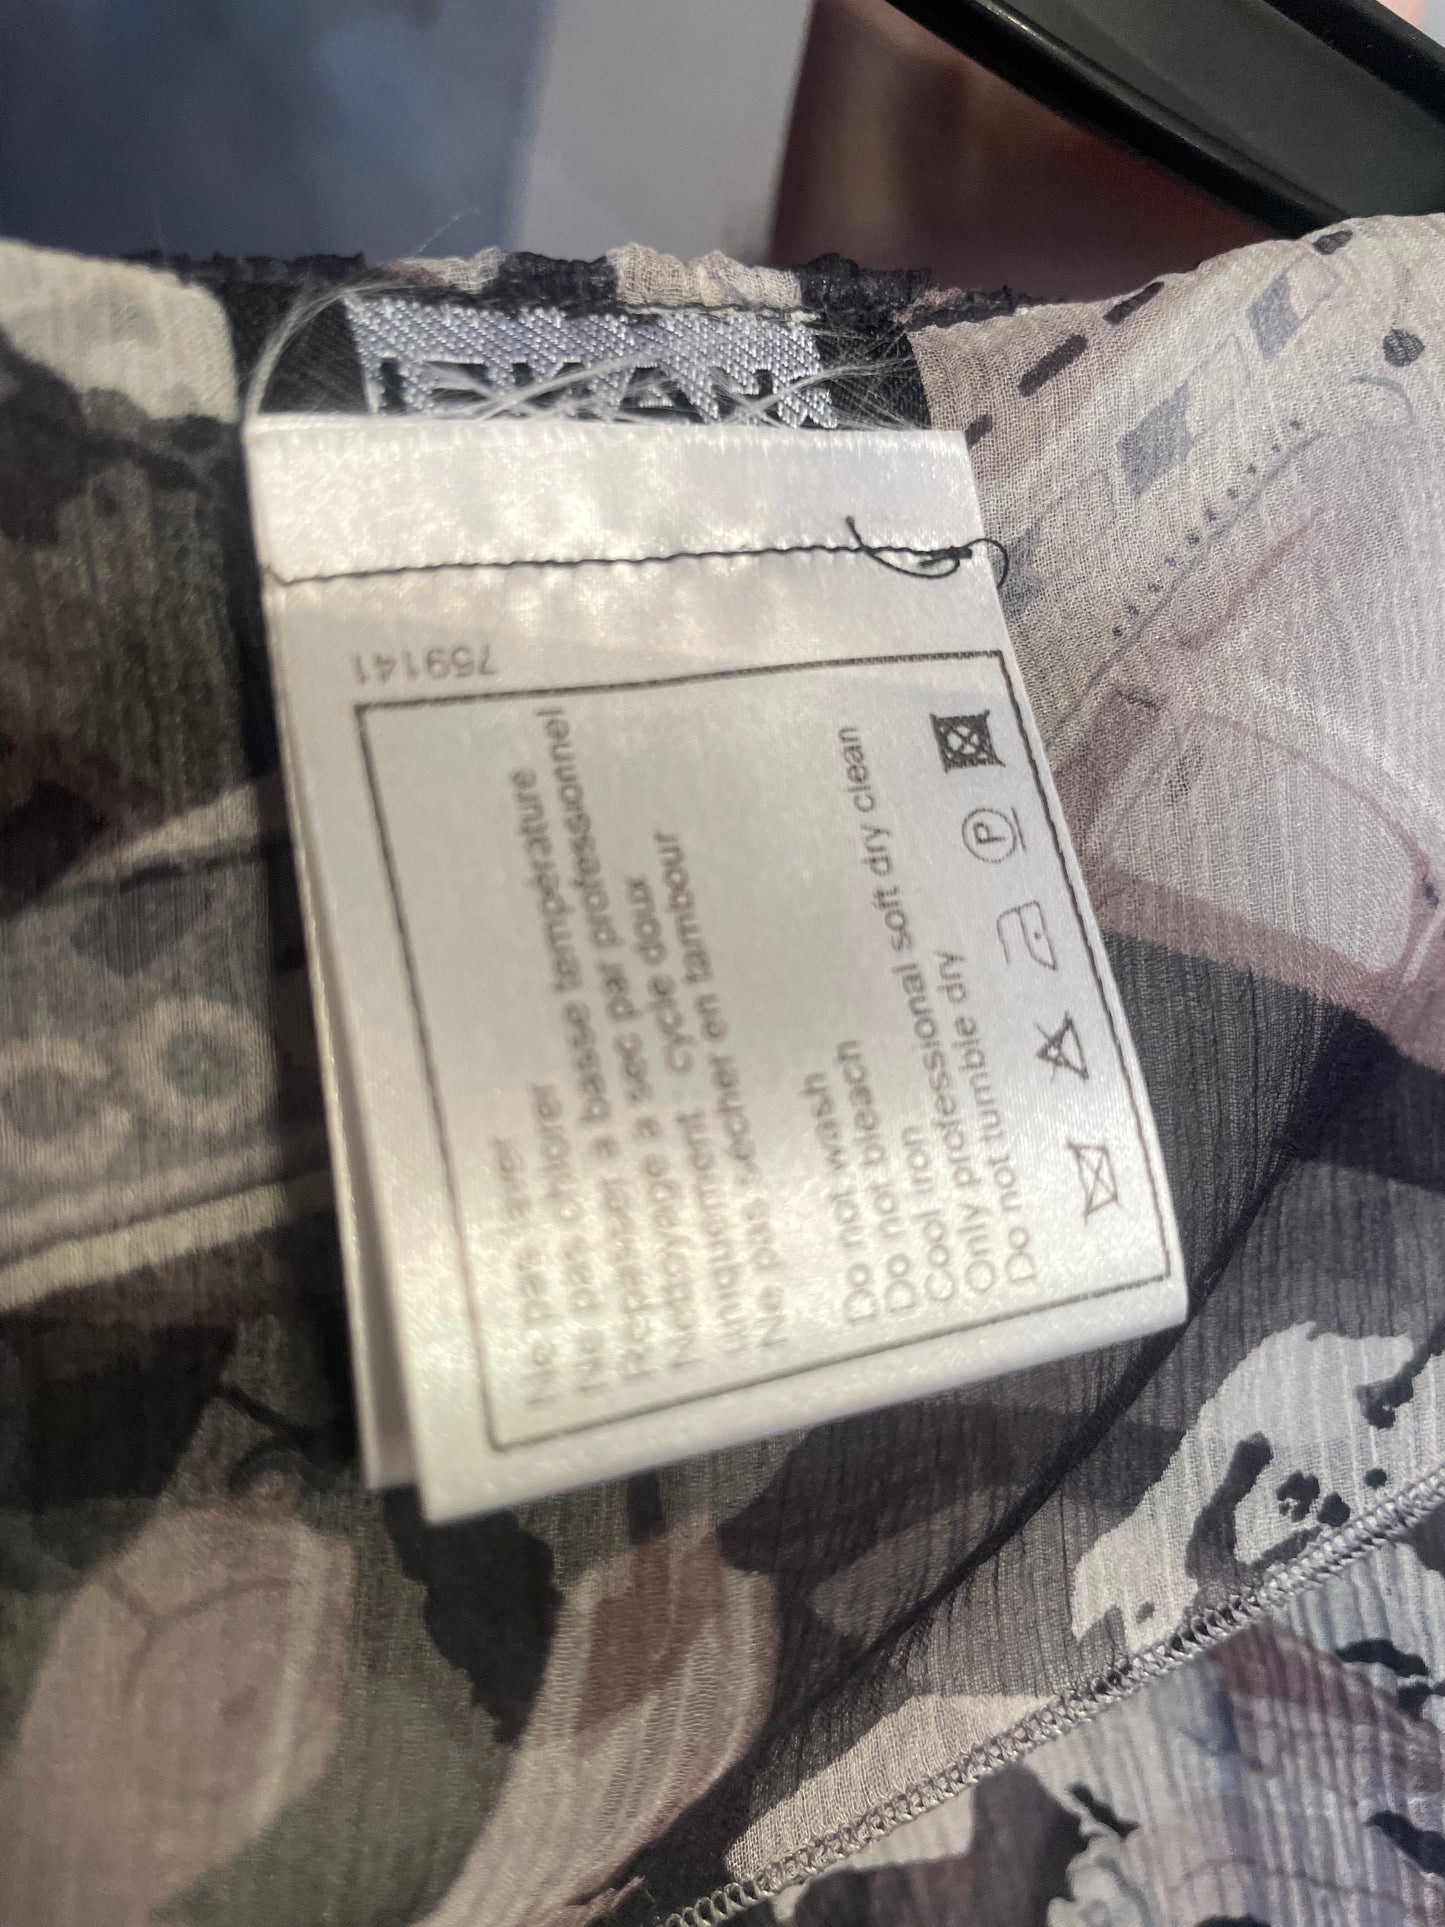 759141
Ne pas laver
Ne pas chlorer
Repasser a basse température
Nettoyage a sec par professionnel
uniquement cycle doux
Ne pas sécher en tambour
Do not wash
Do not bleach
Cool iron
Only professional soft dry clean
Do not tumble dry
P